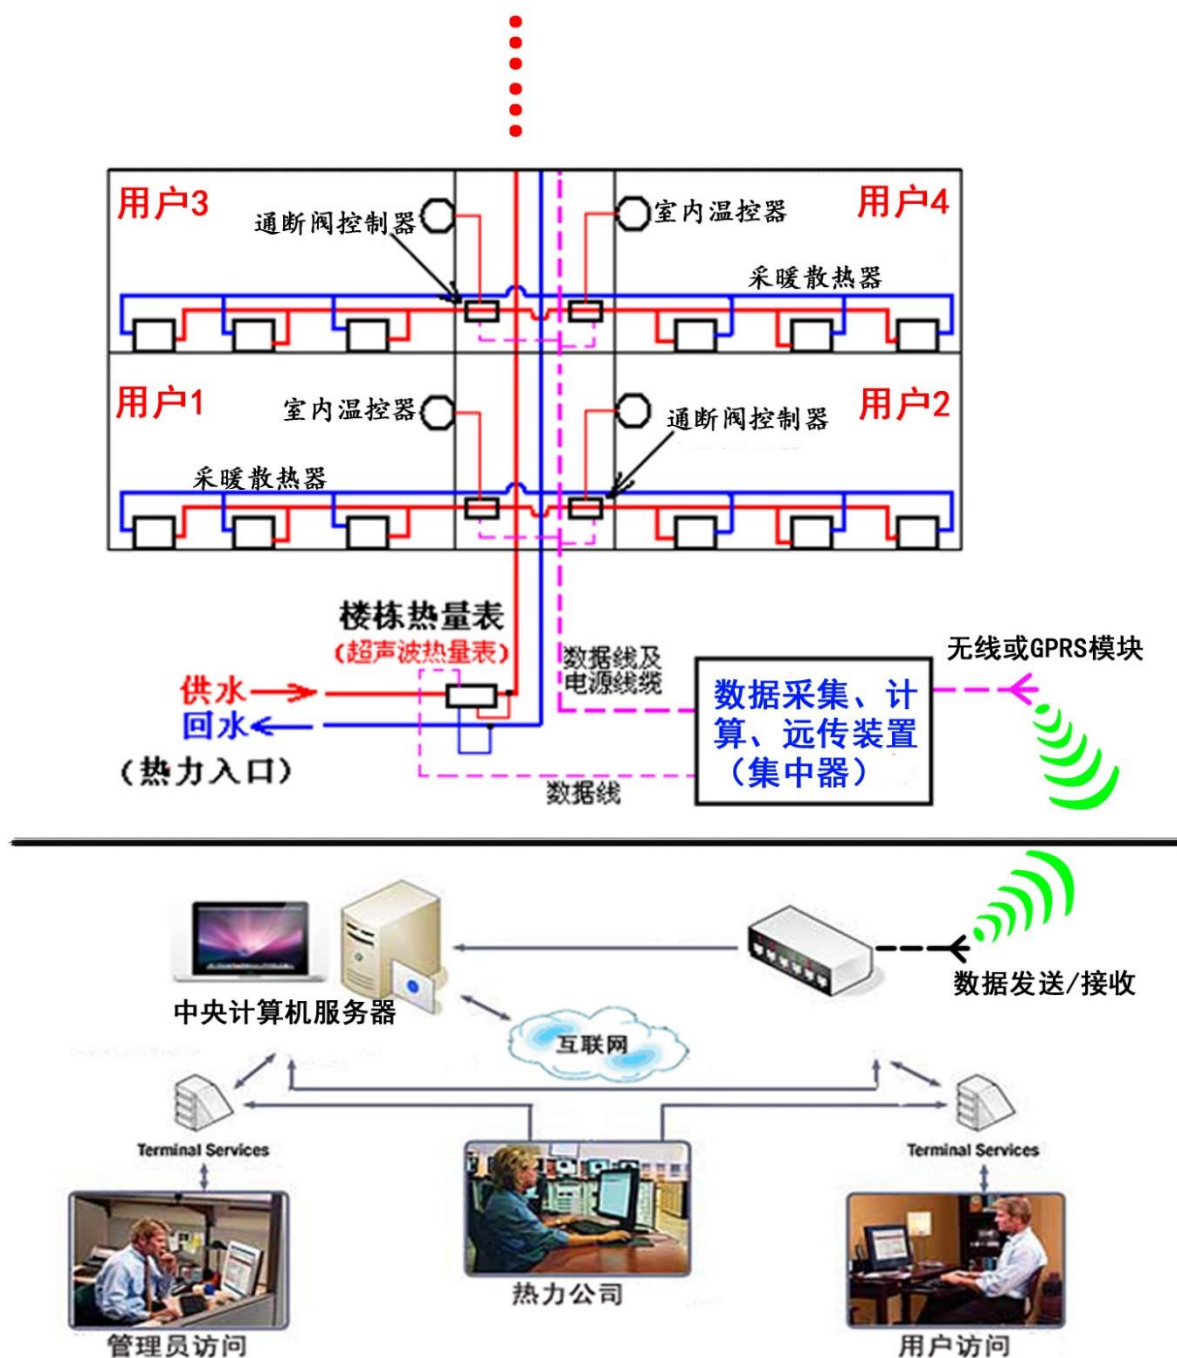 用户3
通断阀控制器
室内温控器
用户4
采暖散热器
用户1
室内温控器
通断阀控制器
用户2
采暖散热器
楼栋热量表
(超声波热量表)
供水
回水
(热力入口)
数据线及
电源线缆
数据线
数据采集、计
算、远传装置
(集中器)
无线或GPRS模块
中央计算机服务器
互联网
数据发送/接收
Terminal Services
Terminal Services
管理员访问
热力公司
用户访问